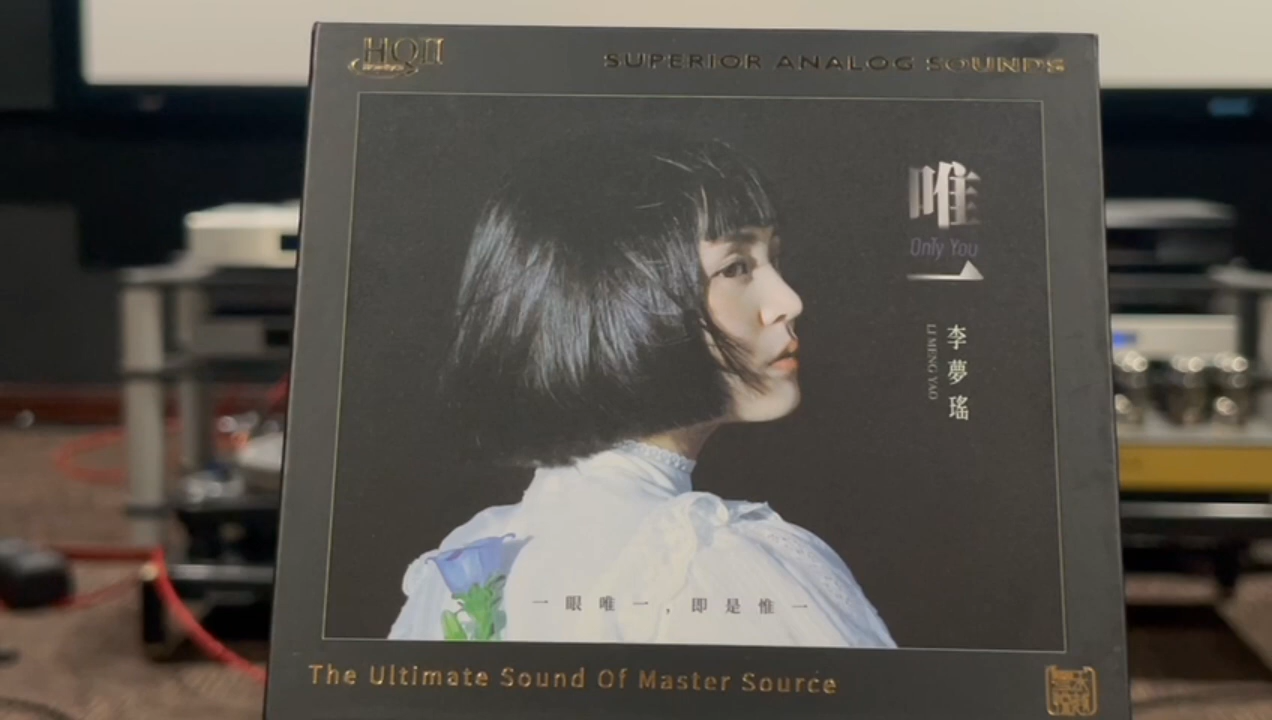 HQII
SUPERIOR ANALOG SOUNDS
唯一
Only You
李夢瑤
LI MENG YAO
一眼唯一，即是惟一
The Ultimate Sound Of Master Source